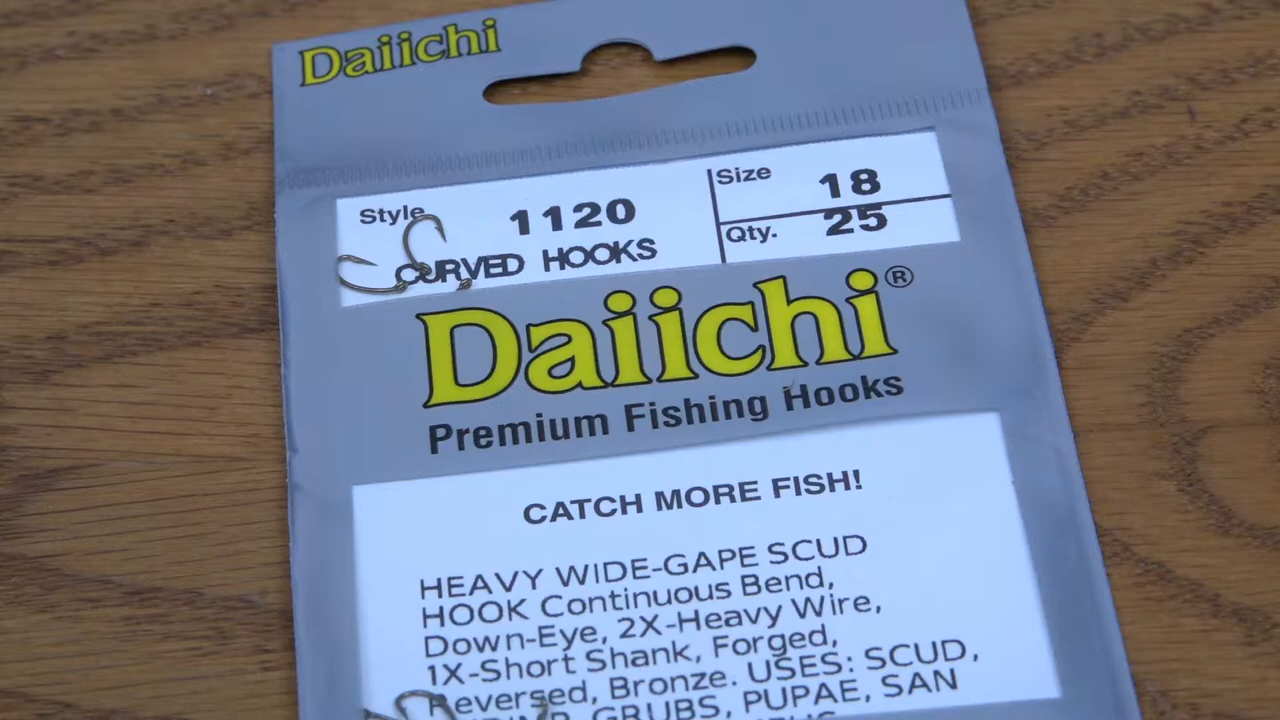 Daiichi
Style 1120
CURVED HOOKS
Size 18
Qty. 25
Daiichi®
Premium Fishing Hooks
CATCH MORE FISH!
HEAVY WIDE-GAPE SCUD
HOOK Continuous Bend,
Down-Eye, 2X-Heavy Wire,
1X-Short Shank, Forged,
Reversed, Bronze. USES: SCUD,
GRUBS, PUPAE, SAN